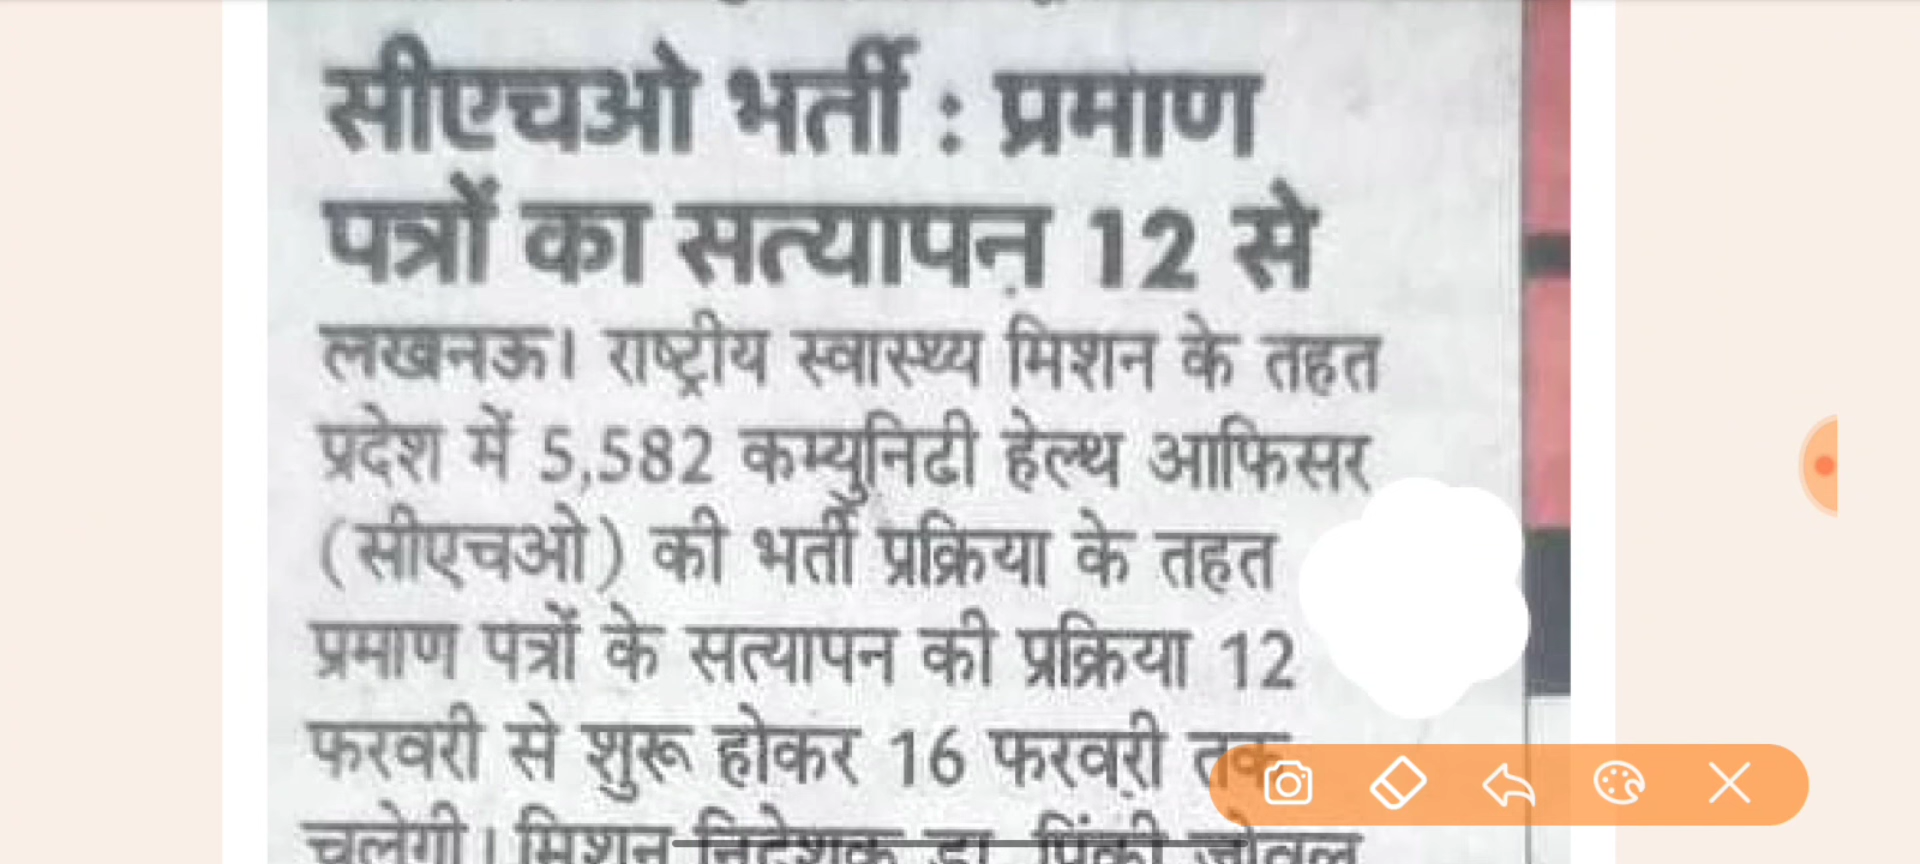 सीएचओ भर्ती : प्रमाण
पत्रों का सत्यापन 12 से
लखनऊ। राष्ट्रीय स्वास्थ्य मिशन के तहत
प्रदेश में 5,582 कम्युनिटी हेल्थ आफिसर
(सीएचओ) की भर्ती प्रक्रिया के तहत
प्रमाण पत्रों के सत्यापन की प्रक्रिया 12
फरवरी से शुरू होकर 16 फरवरी तक
चलेगी। मिशन निदेशक डा. पिंकी जोवल